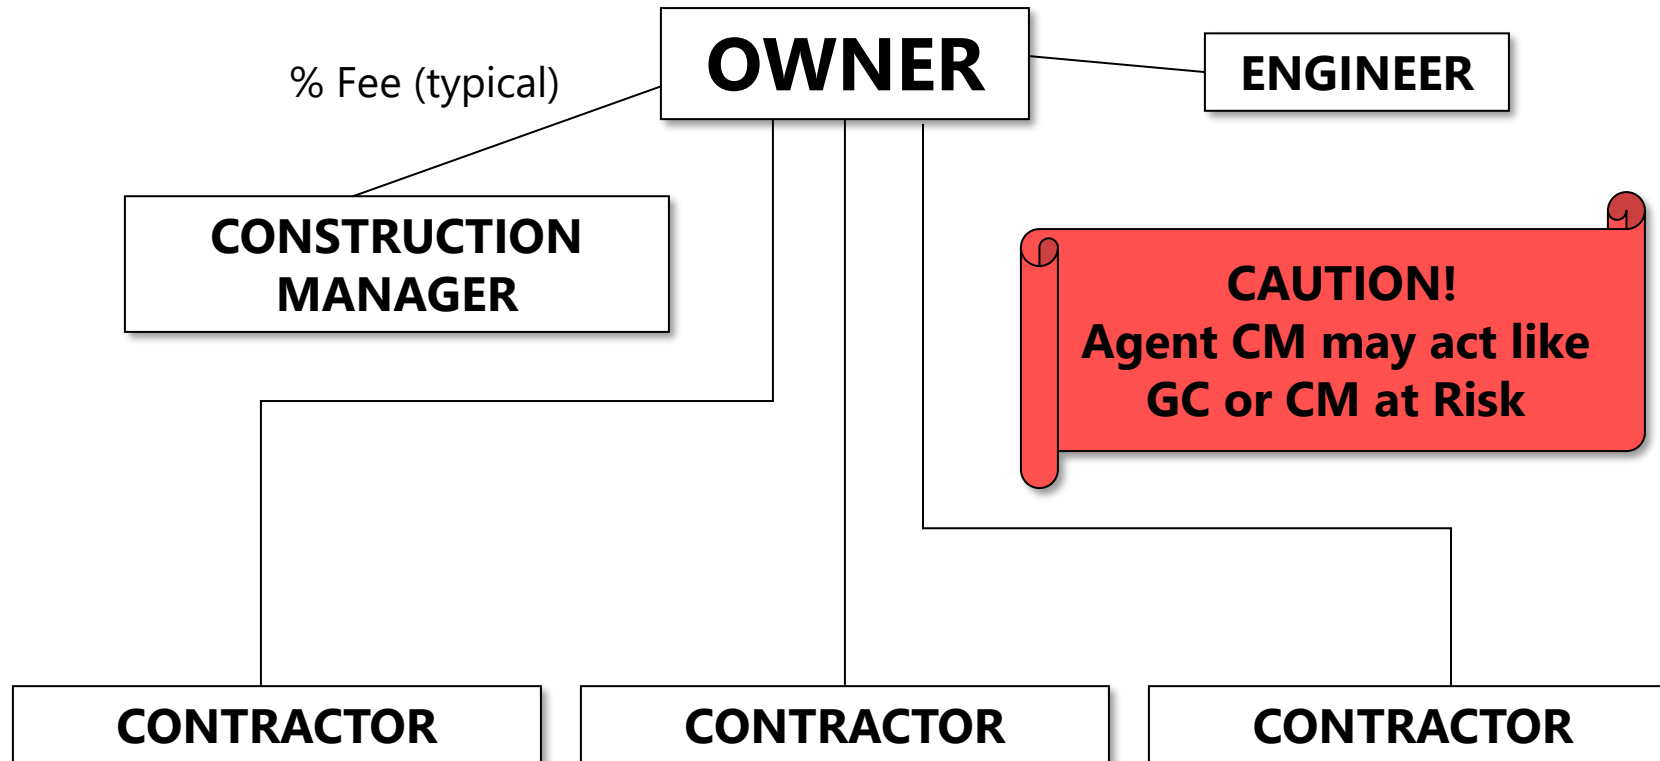 OWNER
ENGINEER
% Fee (typical)
CONSTRUCTION
MANAGER
CAUTION!
Agent CM may act like
GC or CM at Risk
CONTRACTOR
CONTRACTOR
CONTRACTOR